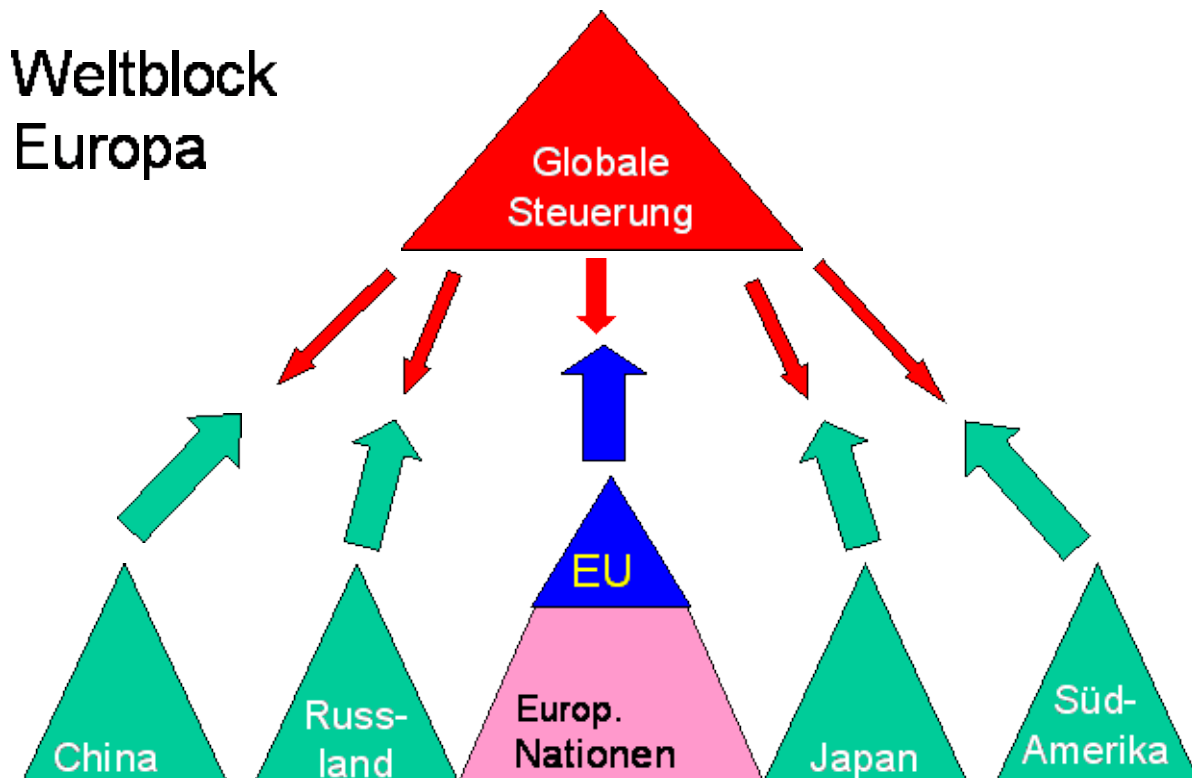 Weltblock
Europa
Globale
Steuerung
EU
China
Russ-
land
Europ.
Nationen
Japan
Süd-
Amerika